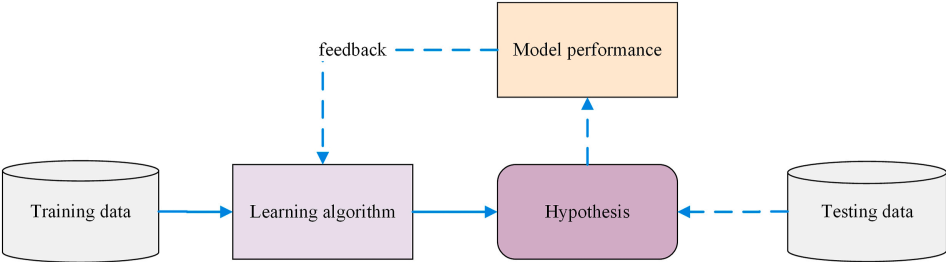 feedback
Model performance
Training data
Learning algorithm
Hypothesis
Testing data